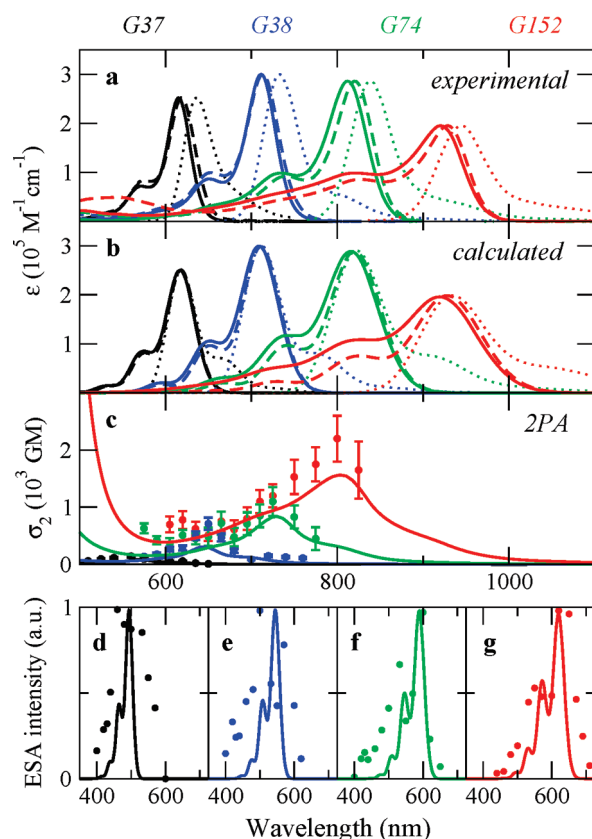 G37 G38 G74 G152
a experimental
3
2
1
b calculated
3
2
1
ε (10⁵ M⁻¹cm⁻¹)
c 2PA
2
1
0
σ₂ (10³ GM)
600 800 1000
d e f g
1
0
ESA intensity (a.u.)
400 600 400 600 400 600 400 600
Wavelength (nm)